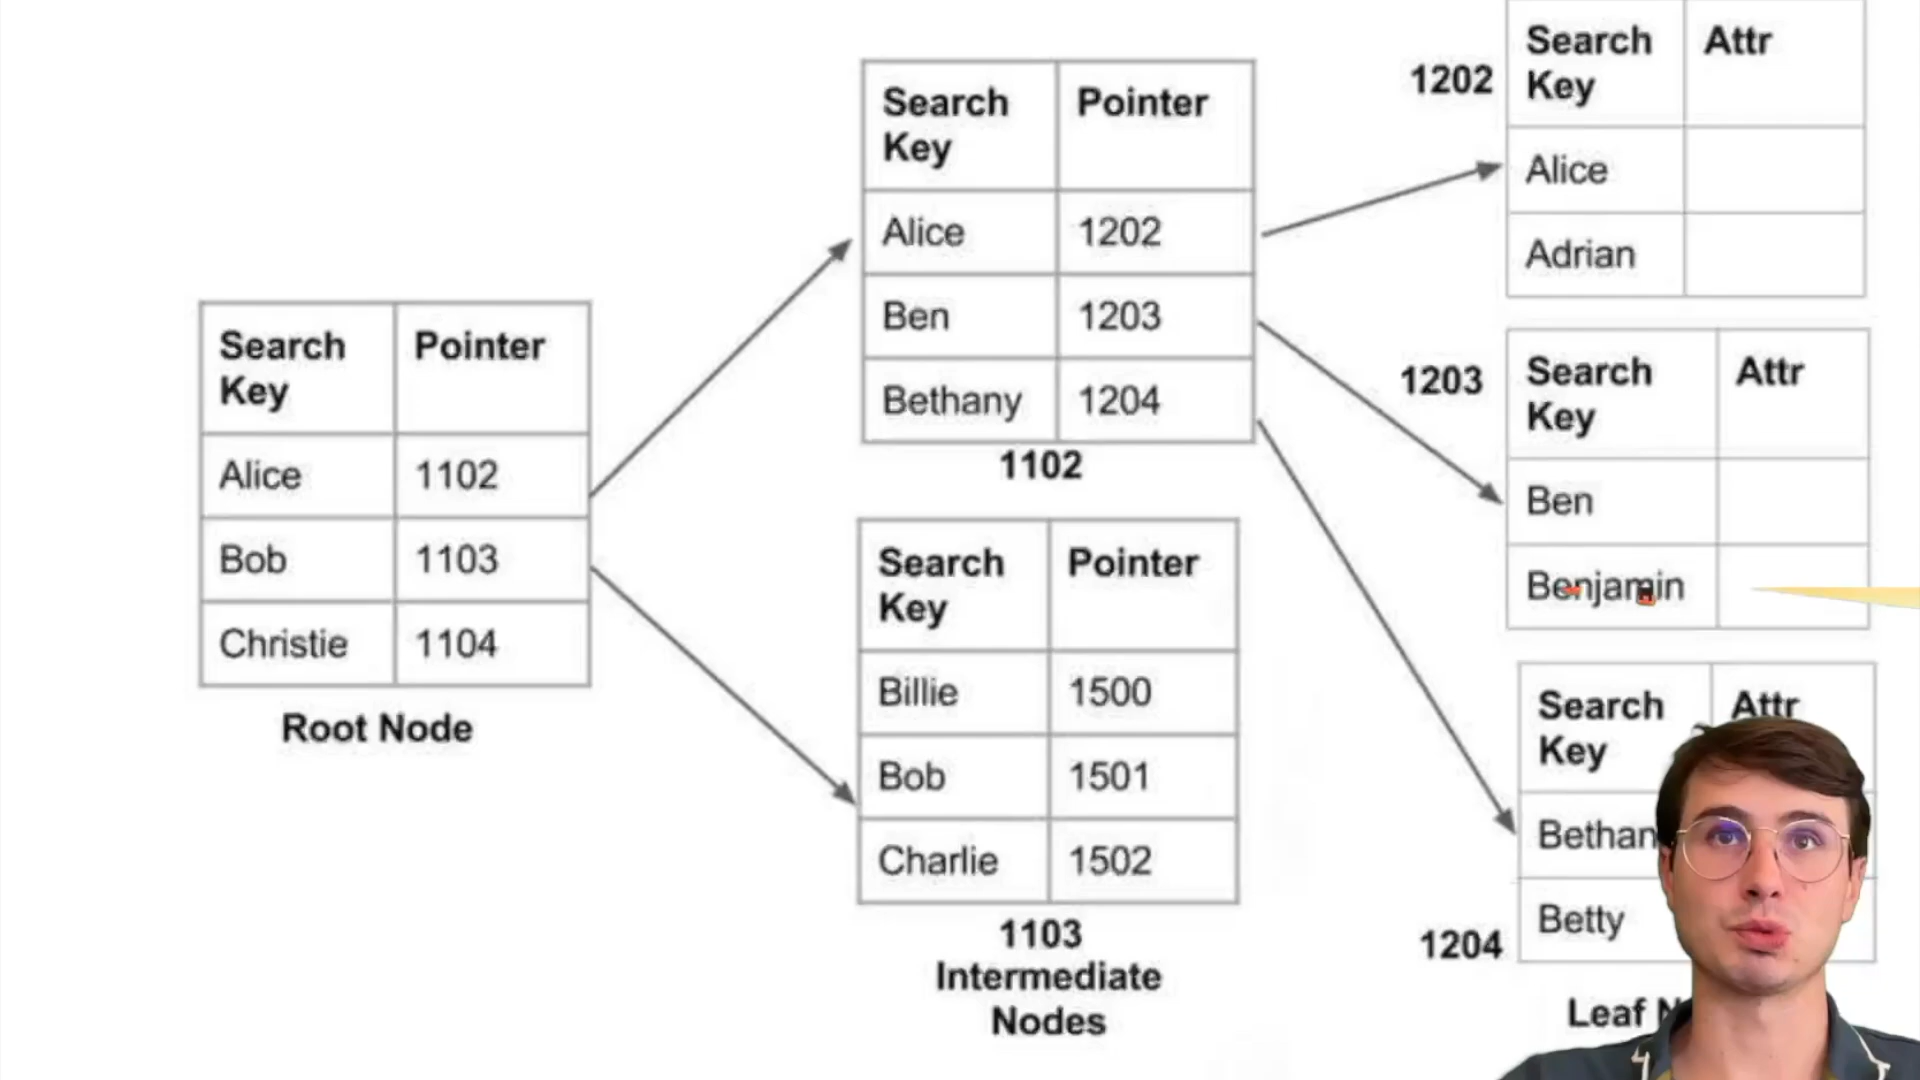 Search Key Pointer
Alice 1102
Bob 1103
Christie 1104
Root Node
Search Key Pointer
Alice 1202
Ben 1203
Bethany 1204
1102
Search Key Pointer
Billie 1500
Bob 1501
Charlie 1502
1103
Intermediate
Nodes
1202
Search Key Attr
Alice
Adrian
1203
Search Key Attr
Ben
Benjamin
Search Key Attr
Bethan
Betty
1204
Leaf